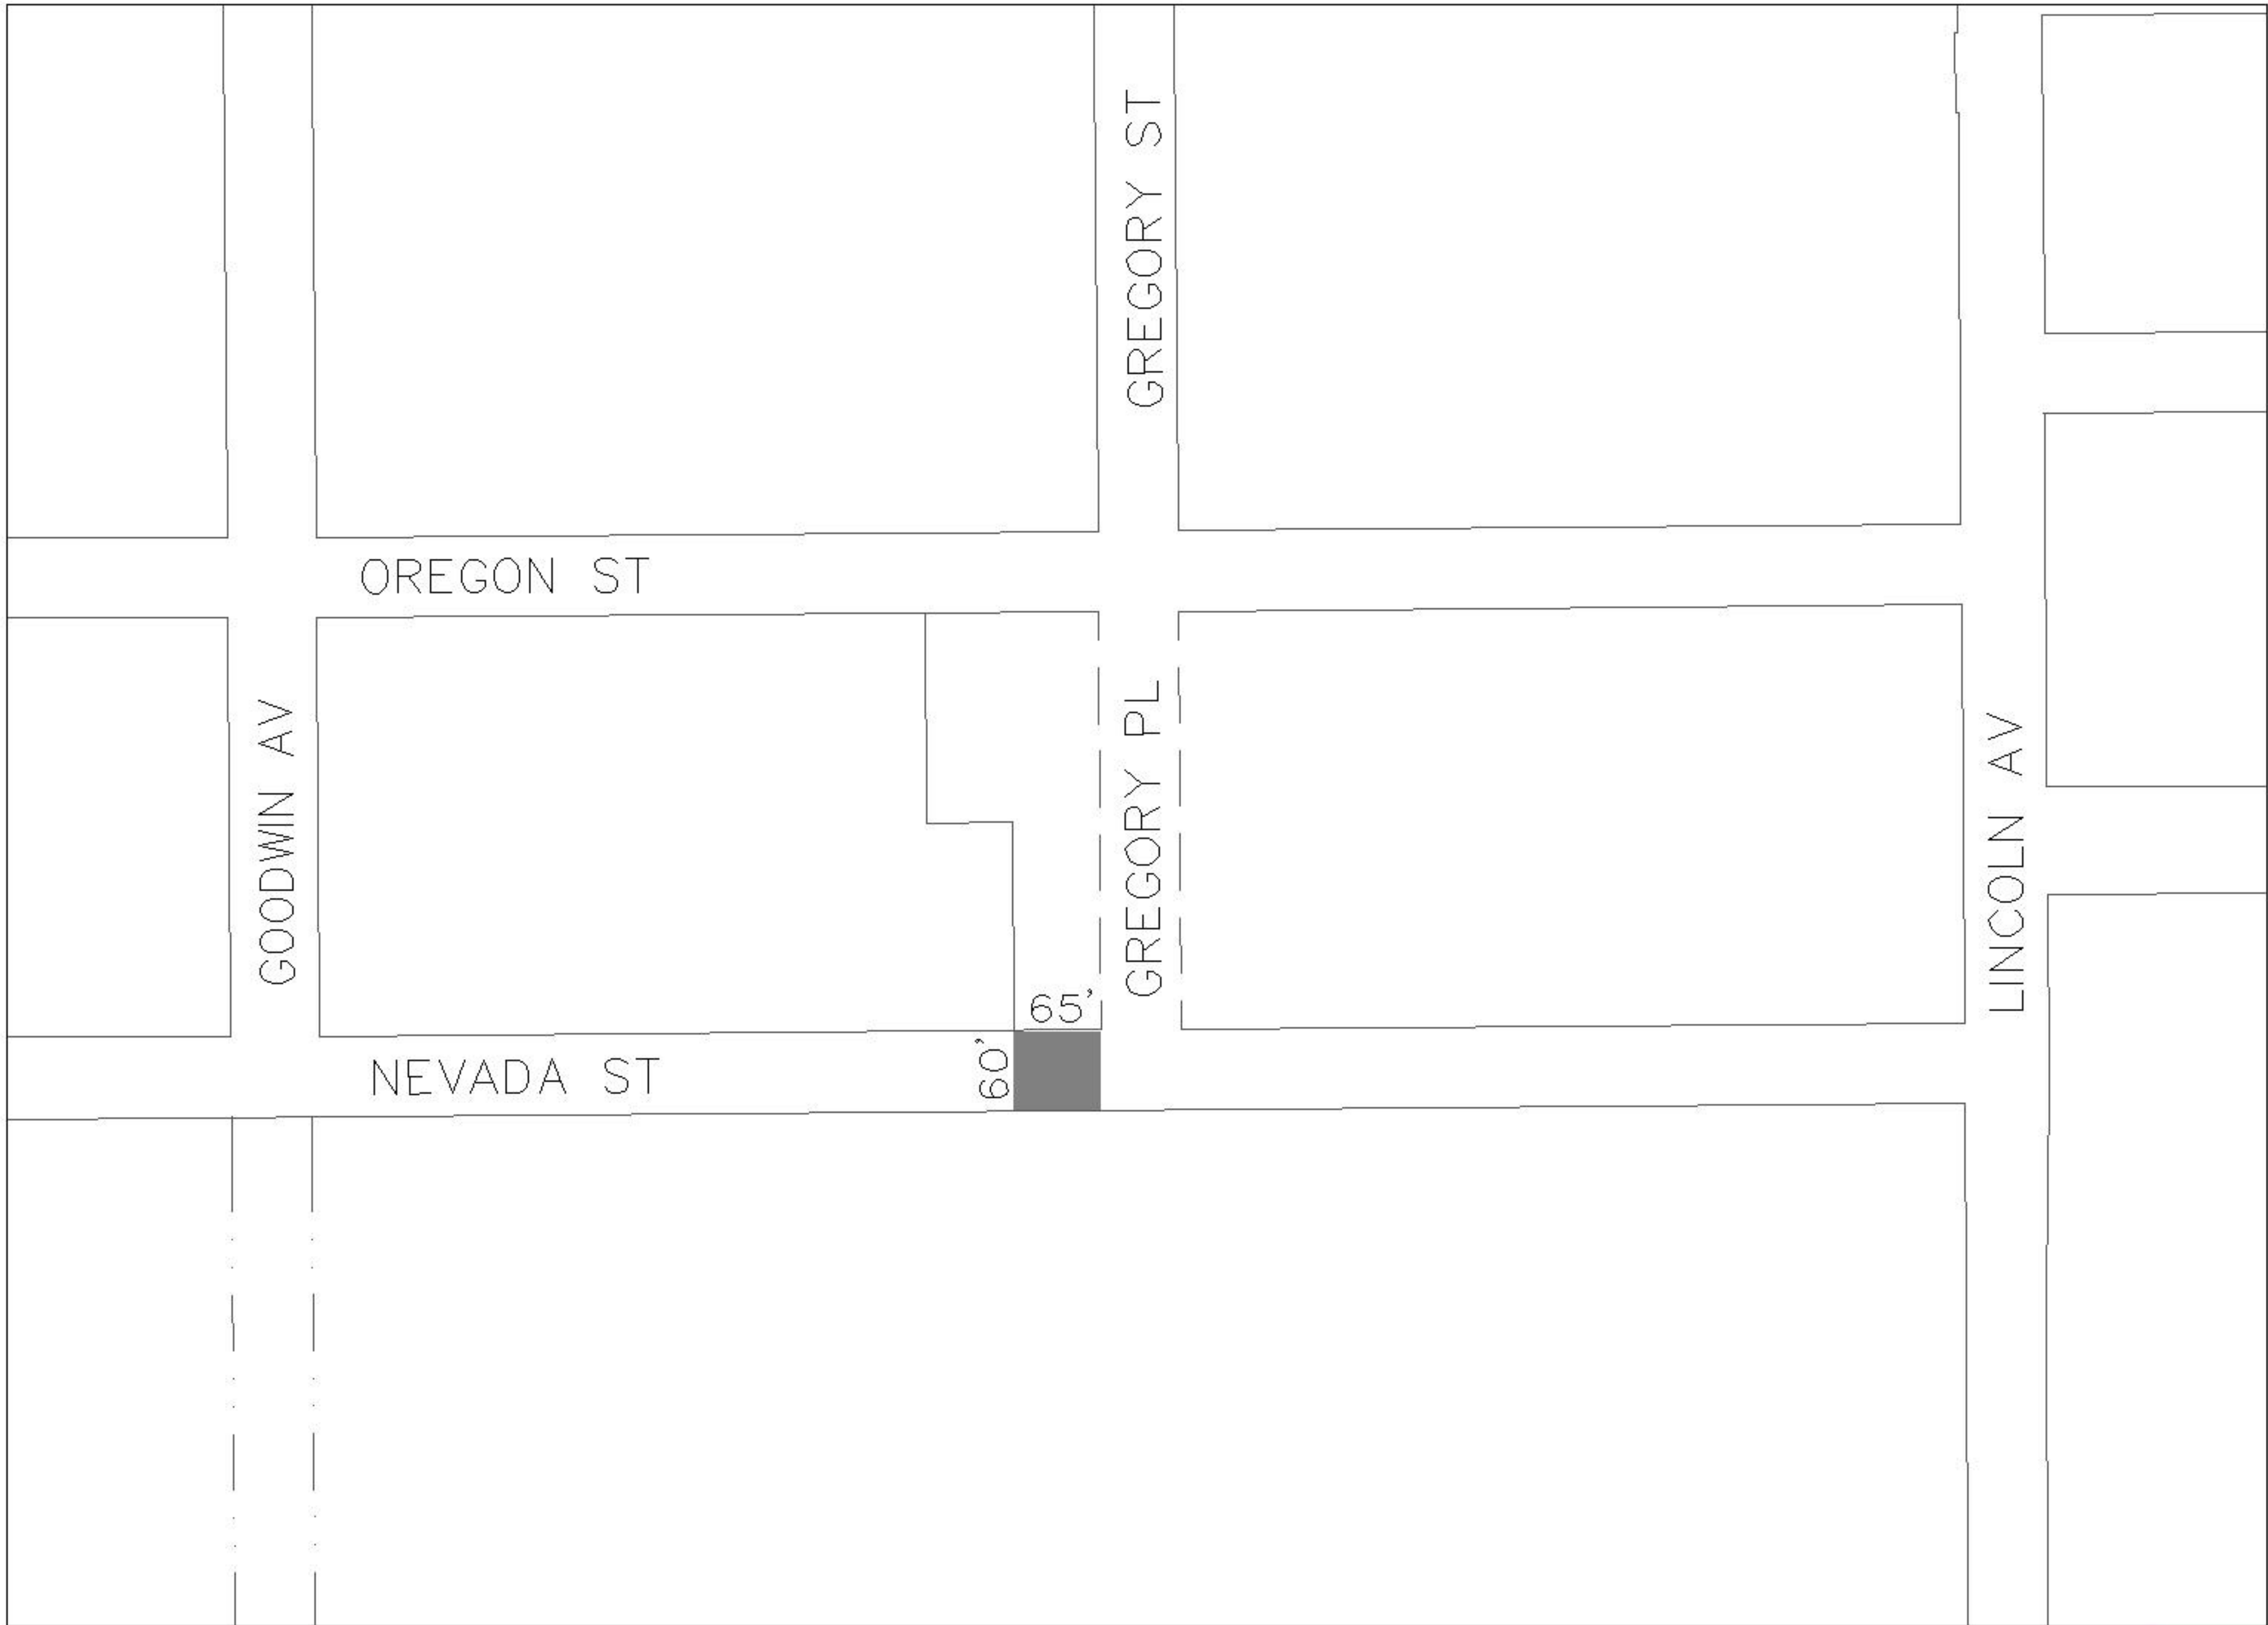 GREGORY ST
OREGON ST
GOODWIN AV
GREGORY PL
LINCOLN AV
65'
60'
NEVADA ST